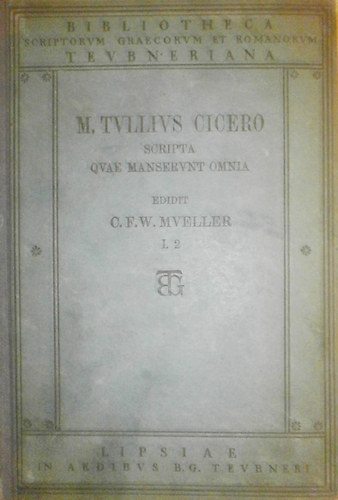 BIBLIOTHECA
SCRIPTORVM GRAECORVM ET ROMANORVM
TEVBNERIANA
M. TVLLIVS CICERO
SCRIPTA
QVAE MANSERVNT OMNIA
EDIDIT
C. F. W. MVELLER
I. 2
BTG
LIPSIAE
IN AEDIBVS B. G. TEVBNERI